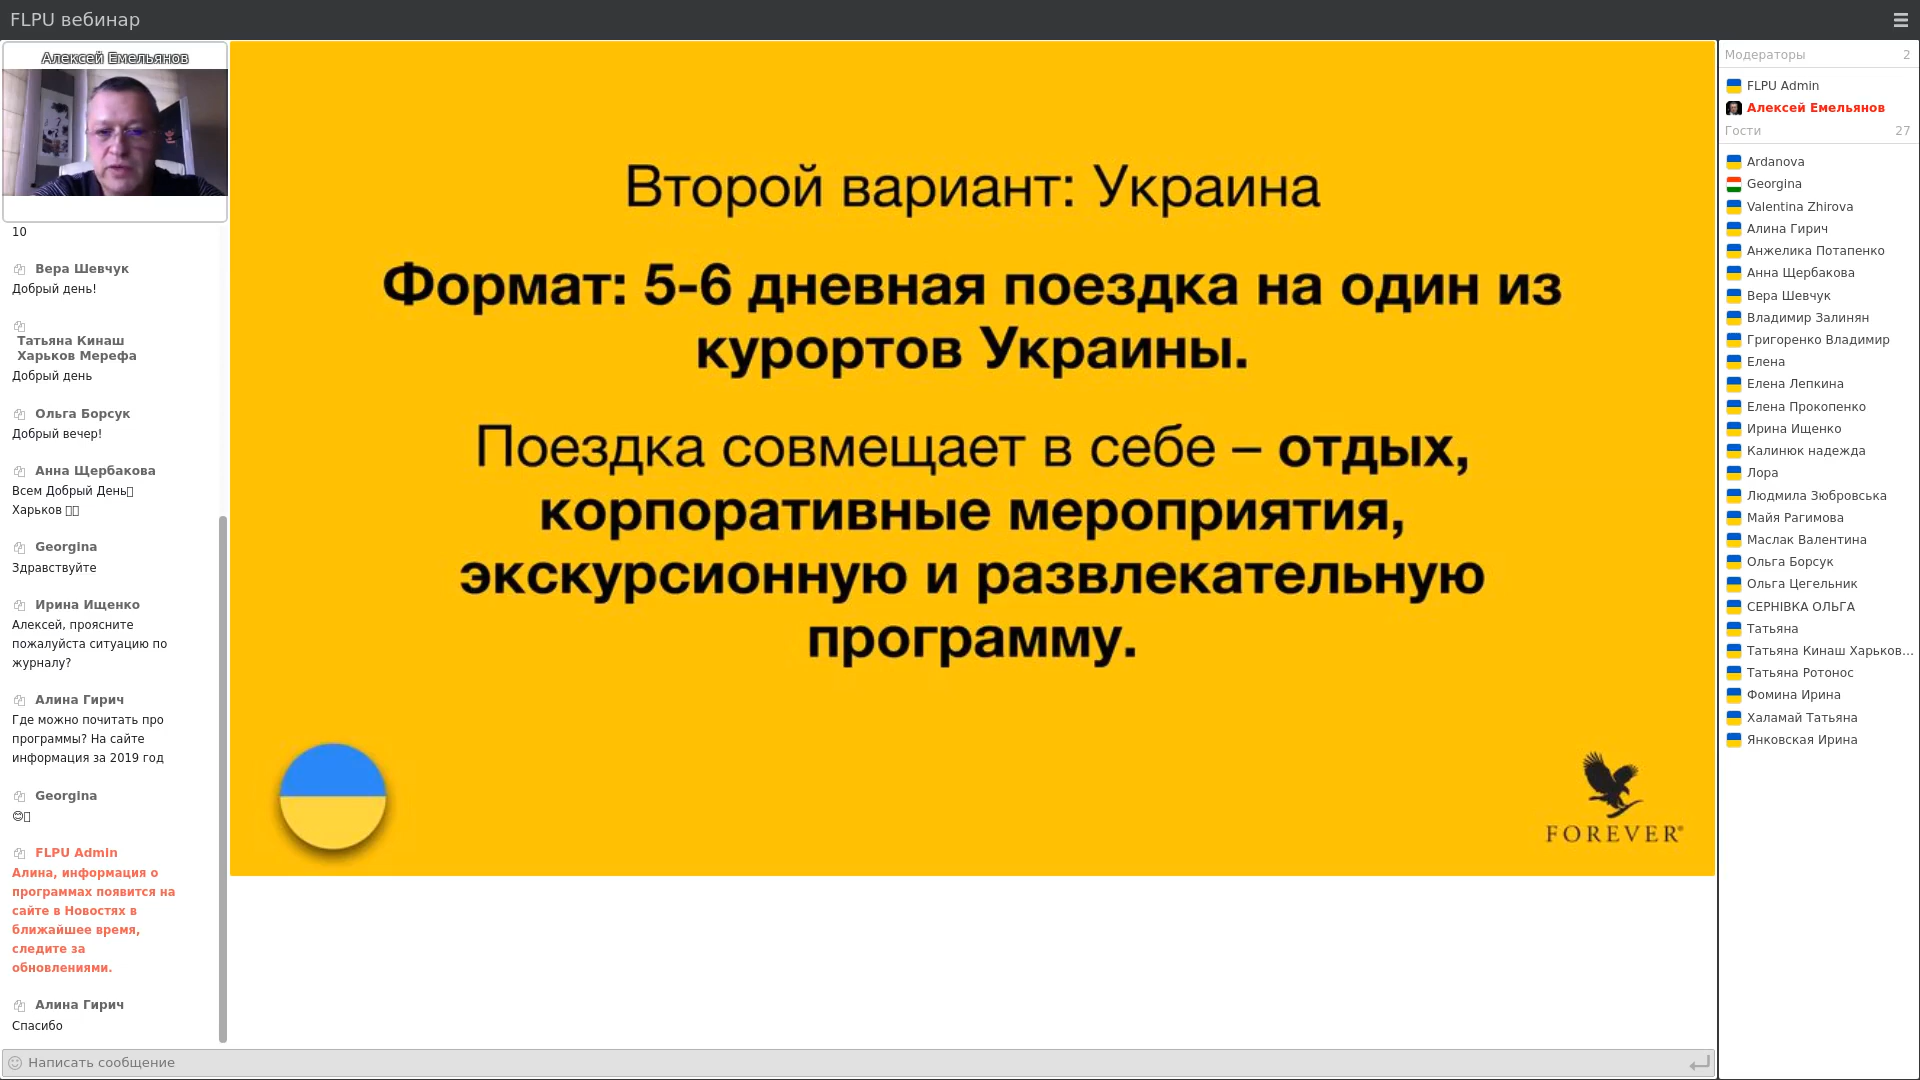 FLPU вебинар
Алексей Емельянов
10
Вера Шевчук
Добрый день!
Татьяна Кинаш
Харьков Мерефа
Добрый день
Ольга Борсук
Добрый вечер!
Анна Щербакова
Всем Добрый День
Харьков
Georgina
Здравствуйте
Ирина Ищенко
Алексей, проясните
пожалуйста ситуацию по
журналу?
Алина Гирич
Где можно почитать про
программы? На сайте
информация за 2019 год
Georgina
😊
FLPU Admin
Алина, информация о
программах появится на
сайте в Новостях в
ближайшее время,
следите за
обновлениями.
Алина Гирич
Спасибо
Написать сообщение
Второй вариант: Украина
Формат: 5-6 дневная поездка на один из
курортов Украины.
Поездка совмещает в себе – отдых,
корпоративные мероприятия,
экскурсионную и развлекательную
программу.
FOREVER®
Модераторы 2
FLPU Admin
Алексей Емельянов
Гости 27
Ardanova
Georgina
Valentina Zhirova
Алина Гирич
Анжелика Потапенко
Анна Щербакова
Вера Шевчук
Владимир Залинян
Григоренко Владимир
Елена
Елена Лепкина
Елена Прокопенко
Ирина Ищенко
Калинюк надежда
Лора
Людмила Зюбровська
Майя Рагимова
Маслак Валентина
Ольга Борсук
Ольга Цегельник
СЕРНІВКА ОЛЬГА
Татьяна
Татьяна Кинаш Харьков...
Татьяна Ротонос
Фомина Ирина
Халамай Татьяна
Янковская Ирина